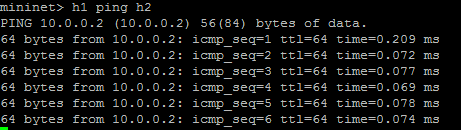 mininet> h1 ping h2
PING 10.0.0.2 (10.0.0.2) 56(84) bytes of data.
64 bytes from 10.0.0.2: icmp_seq=1 ttl=64 time=0.209 ms
64 bytes from 10.0.0.2: icmp_seq=2 ttl=64 time=0.072 ms
64 bytes from 10.0.0.2: icmp_seq=3 ttl=64 time=0.077 ms
64 bytes from 10.0.0.2: icmp_seq=4 ttl=64 time=0.069 ms
64 bytes from 10.0.0.2: icmp_seq=5 ttl=64 time=0.078 ms
64 bytes from 10.0.0.2: icmp_seq=6 ttl=64 time=0.074 ms